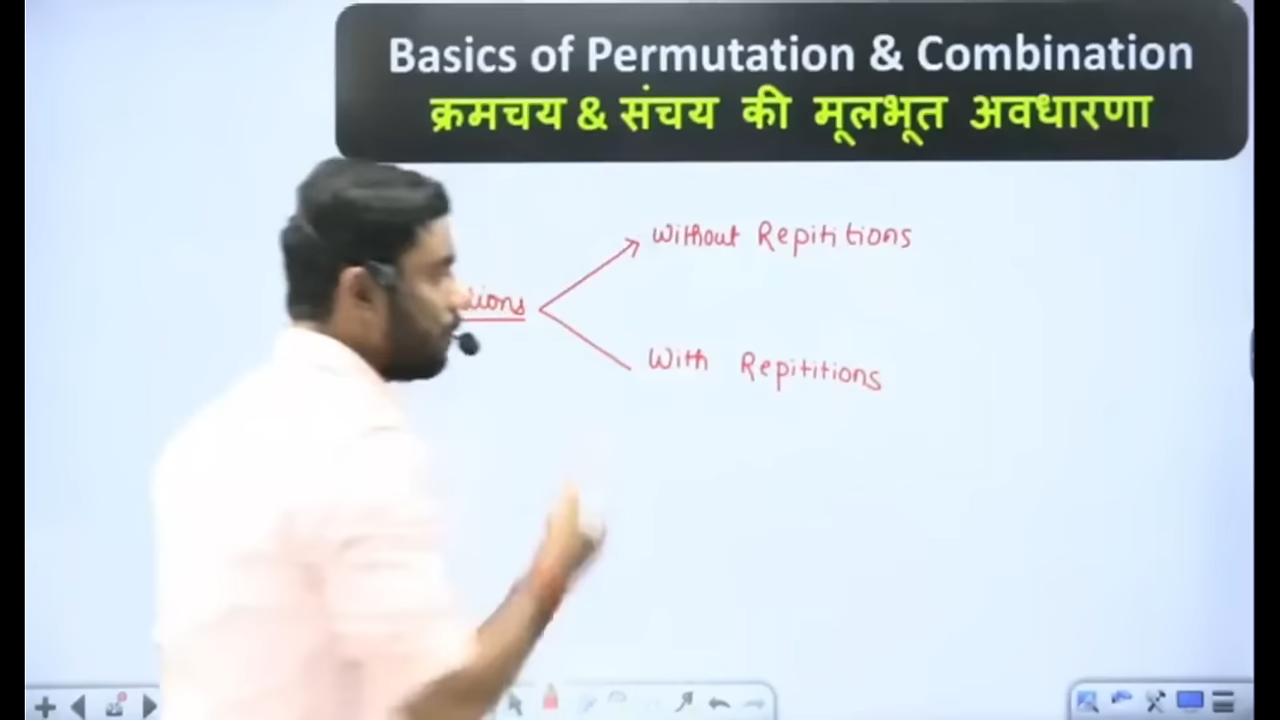 Basics of Permutation & Combination
क्रमचय & संचय की मूलभूत अवधारणा
Without Repititions
With Repititions